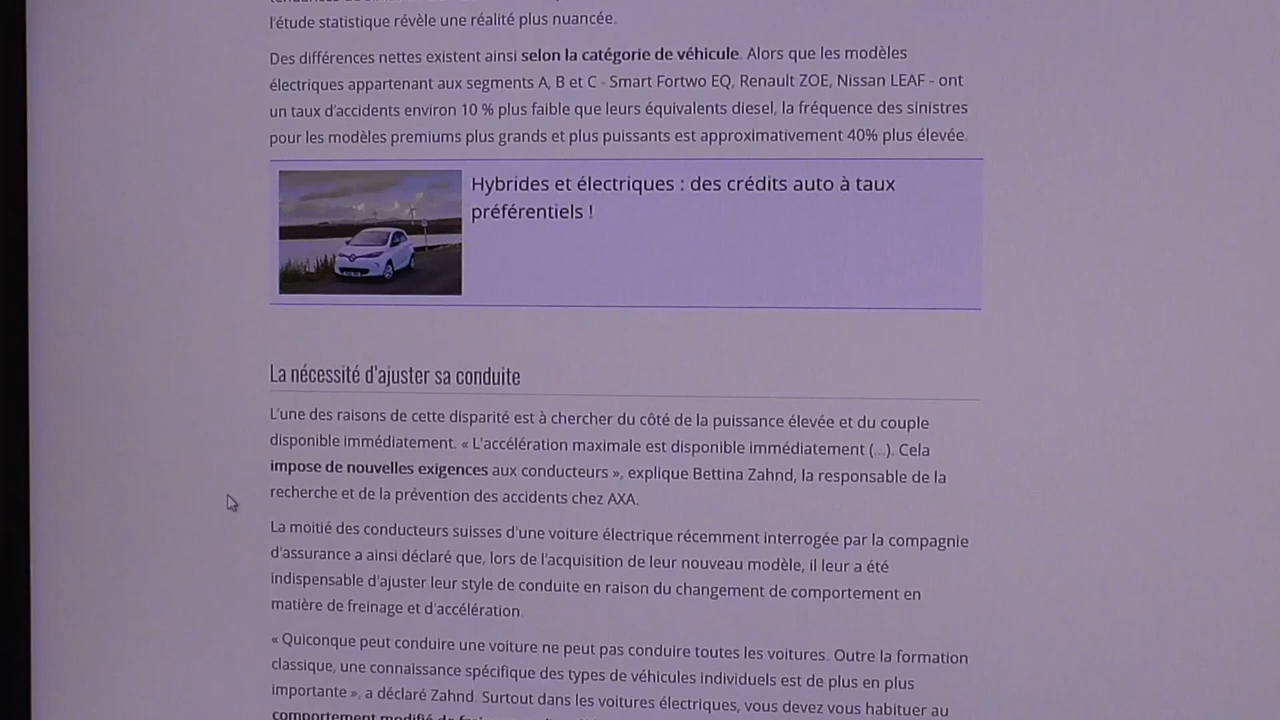 l'étude statistique révèle une réalité plus nuancée.
Des différences nettes existent ainsi selon la catégorie de véhicule. Alors que les modèles
électriques appartenant aux segments A, B et C - Smart Fortwo EQ, Renault ZOE, Nissan LEAF - ont
un taux d'accidents environ 10 % plus faible que leurs équivalents diesel, la fréquence des sinistres
pour les modèles premiums plus grands et plus puissants est approximativement 40% plus élevée.
Hybrides et électriques : des crédits auto à taux
préférentiels !
La nécessité d'ajuster sa conduite
L'une des raisons de cette disparité est à chercher du côté de la puissance élevée et du couple
disponible immédiatement. « L'accélération maximale est disponible immédiatement (...). Cela
impose de nouvelles exigences aux conducteurs », explique Bettina Zahnd, la responsable de la
recherche et de la prévention des accidents chez AXA.
La moitié des conducteurs suisses d'une voiture électrique récemment interrogée par la compagnie
d'assurance a ainsi déclaré que, lors de l'acquisition de leur nouveau modèle, il leur a été
indispensable d'ajuster leur style de conduite en raison du changement de comportement en
matière de freinage et d'accélération.
« Quiconque peut conduire une voiture ne peut pas conduire toutes les voitures. Outre la formation
classique, une connaissance spécifique des types de véhicules individuels est de plus en plus
importante », a déclaré Zahnd. Surtout dans les voitures électriques, vous devez vous habituer au
comportement modifié de